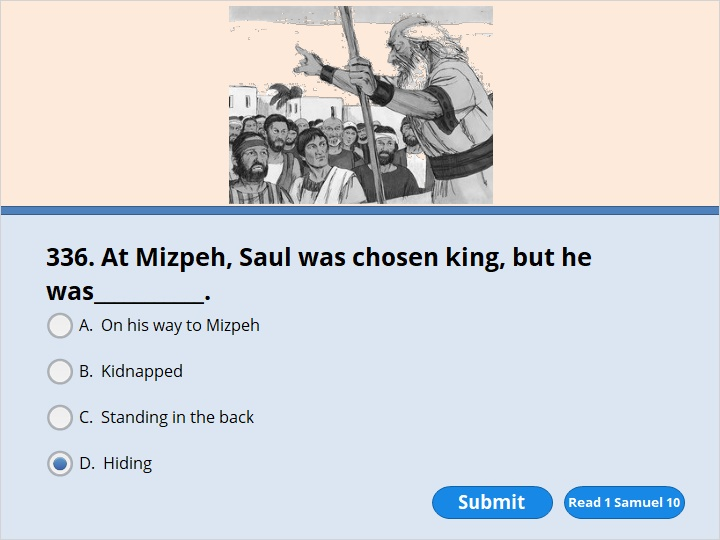 336. At Mizpeh, Saul was chosen king, but he
was__________.
A. On his way to Mizpeh
B. Kidnapped
C. Standing in the back
D. Hiding
Submit
Read 1 Samuel 10